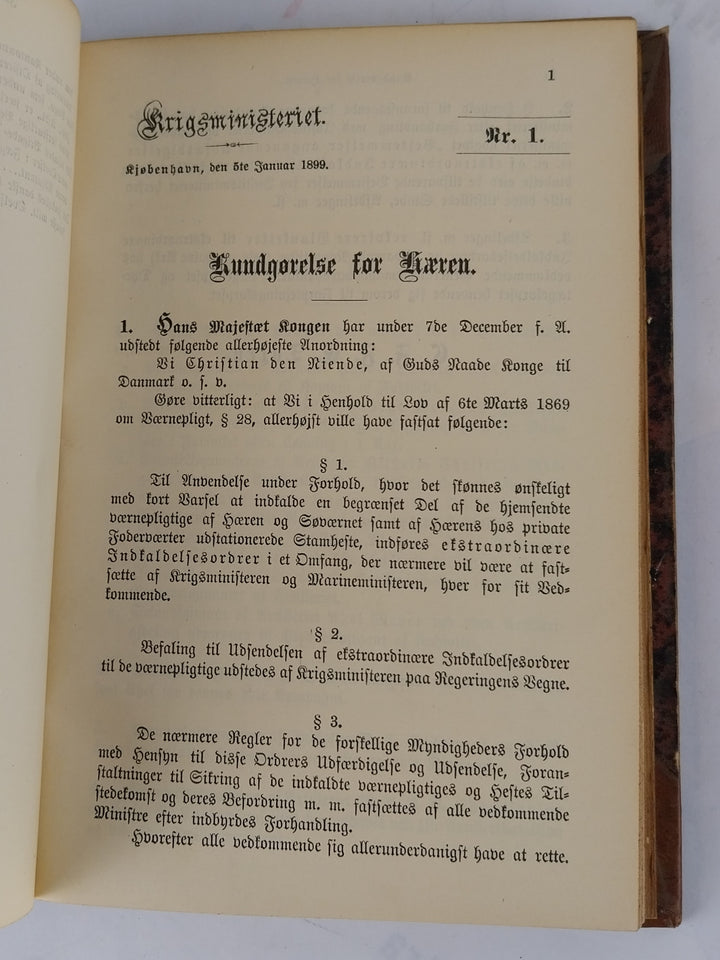 1
Krigsministeriet.
Nr. 1.
Kjøbenhavn, den 5te Januar 1899.
Kundgørelse for Hæren.
1. Hans Majestæt Kongen har under 7de December f. A.
udstedt følgende allerhøjeste Anordning:
Vi Christian den Niende, af Guds Naade Konge til
Danmark o. s. v.
Gøre vitterligt: at Vi i Henhold til Lov af 6te Marts 1869
om Værnepligt, § 28, allerhøjst ville have fastsat følgende:
§ 1.
Til Anvendelse under Forhold, hvor det skønnes ønskeligt
med kort Varsel at indkalde en begrænset Del af de hjemsendte
værnepligtige af Hæren og Søværnet samt af Hærens hos private
Foderværter udstationerede Stamheste, indføres ekstraordinære
Indkaldelsesordrer i et Omfang, der nærmere vil være at fast-
sætte af Krigsministeren og Marineministeren, hver for sit Ved-
kommende.
§ 2.
Befaling til Udsendelsen af ekstraordinære Indkaldelsesordrer
til de værnepligtige udstedes af Krigsministeren paa Regeringens Vegne.
§ 3.
De nærmere Regler for de forskellige Myndigheders Forhold
med Hensyn til disse Ordrers Udfærdigelse og Udsendelse, Foran-
staltninger til Sikring af de indkaldte værnepligtiges og Hestes Til-
stedekomst og deres Befordring m. m. fastsættes af alle vedkommende
Ministre efter indbyrdes Forhandling.
Hvorefter alle vedkommende sig allerunderdanigst have at rette.